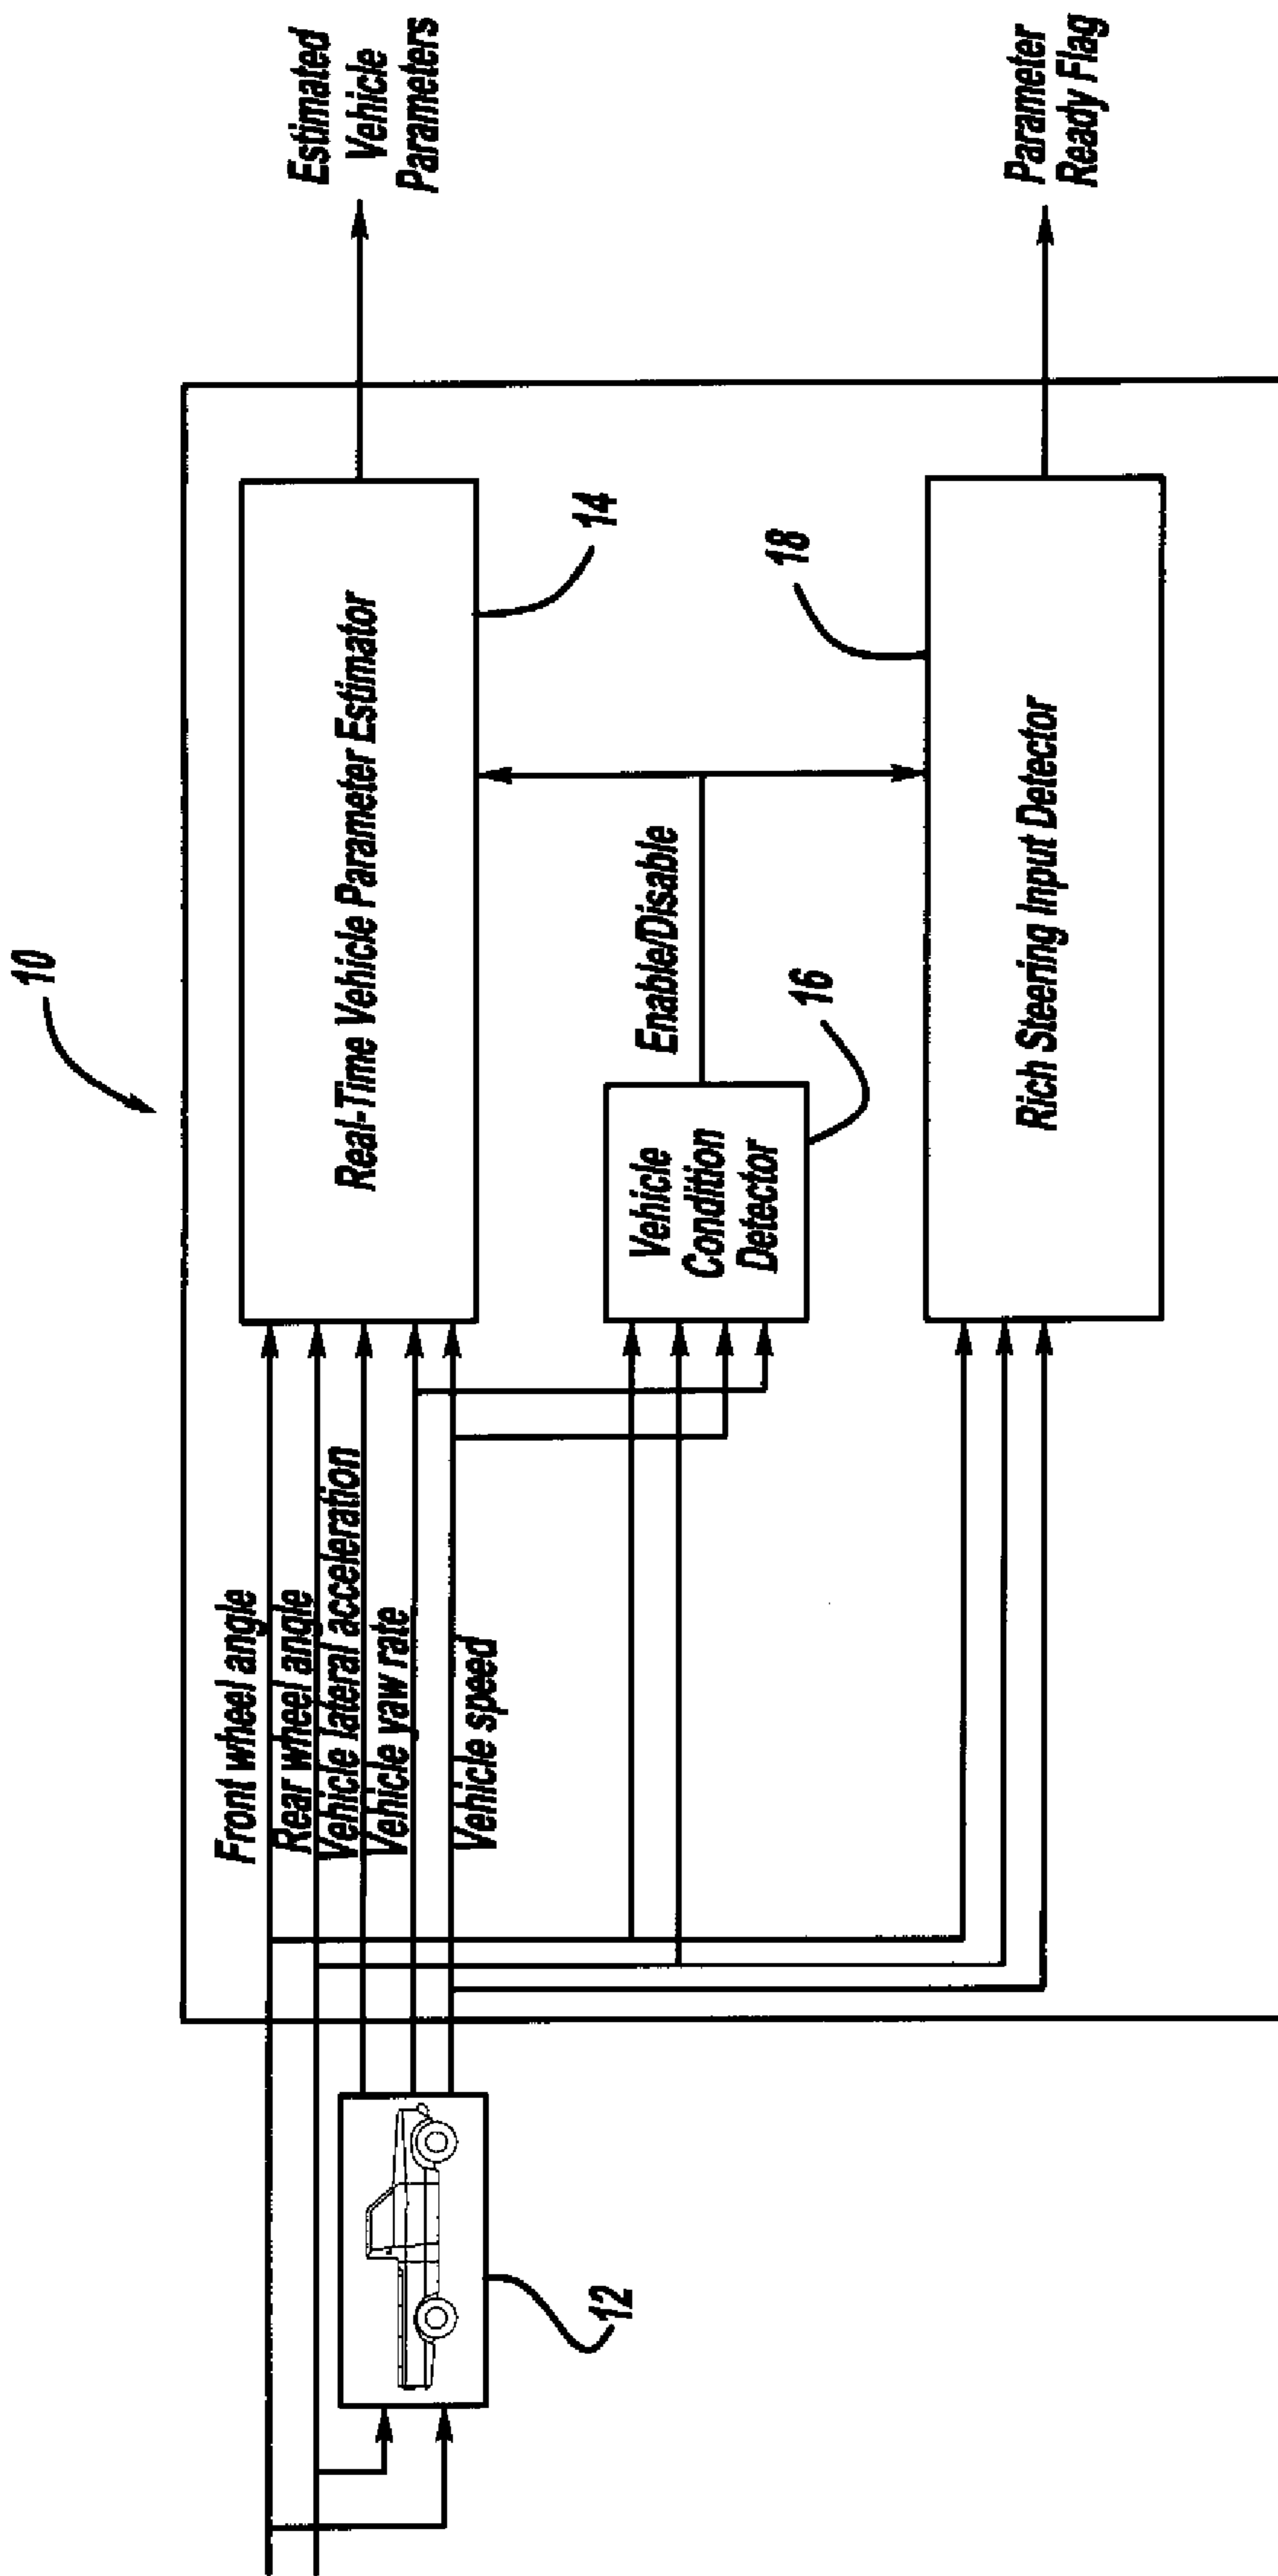 10
Front wheel angle
Rear wheel angle
Vehicle lateral acceleration
Vehicle yaw rate
Vehicle speed
Real-Time Vehicle Parameter Estimator
14
Estimated
Vehicle
Parameters
12
Vehicle
Condition
Detector
16
Enable/Disable
18
Rich Steering Input Detector
Parameter
Ready Flag